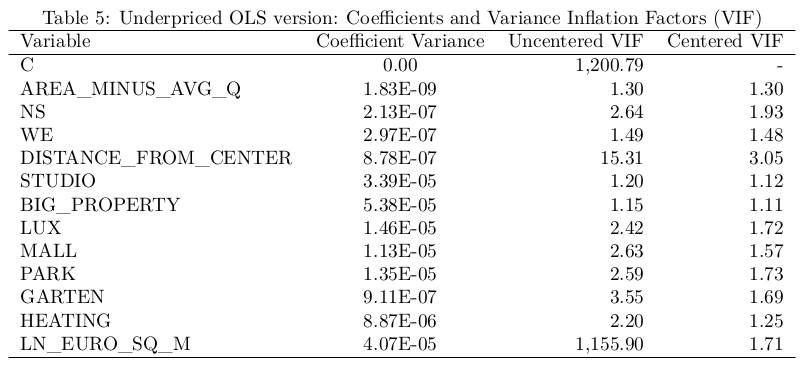 Table 5: Underpriced OLS version: Coefficients and Variance Inflation Factors (VIF)
Variable Coefficient Variance Uncentered VIF Centered VIF
C 0.00 1,200.79 -
AREA_MINUS_AVG_Q 1.83E-09 1.30 1.30
NS 2.13E-07 2.64 1.93
WE 2.97E-07 1.49 1.48
DISTANCE_FROM_CENTER 8.78E-07 15.31 3.05
STUDIO 3.39E-05 1.20 1.12
BIG_PROPERTY 5.38E-05 1.15 1.11
LUX 1.46E-05 2.42 1.72
MALL 1.13E-05 2.63 1.57
PARK 1.35E-05 2.59 1.73
GARTEN 9.11E-07 3.55 1.69
HEATING 8.87E-06 2.20 1.25
LN_EURO_SQ_M 4.07E-05 1,155.90 1.71